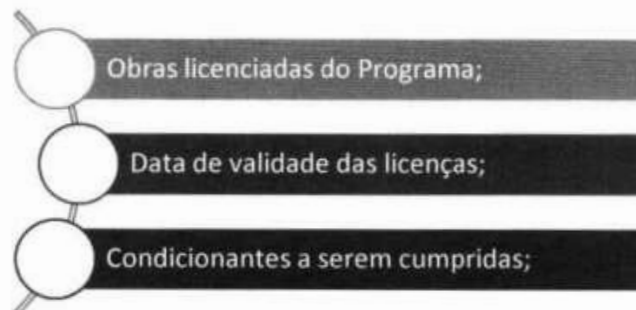 Obras licenciadas do Programa;
Data de validade das licenças;
Condicionantes a serem cumpridas;